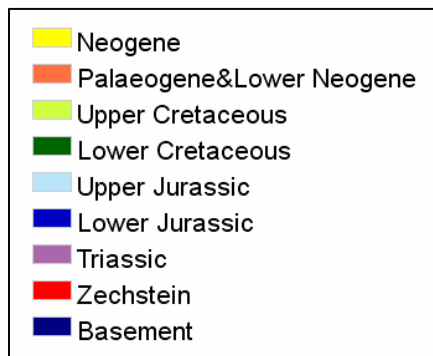 Neogene
Palaeogene&Lower Neogene
Upper Cretaceous
Lower Cretaceous
Upper Jurassic
Lower Jurassic
Triassic
Zechstein
Basement